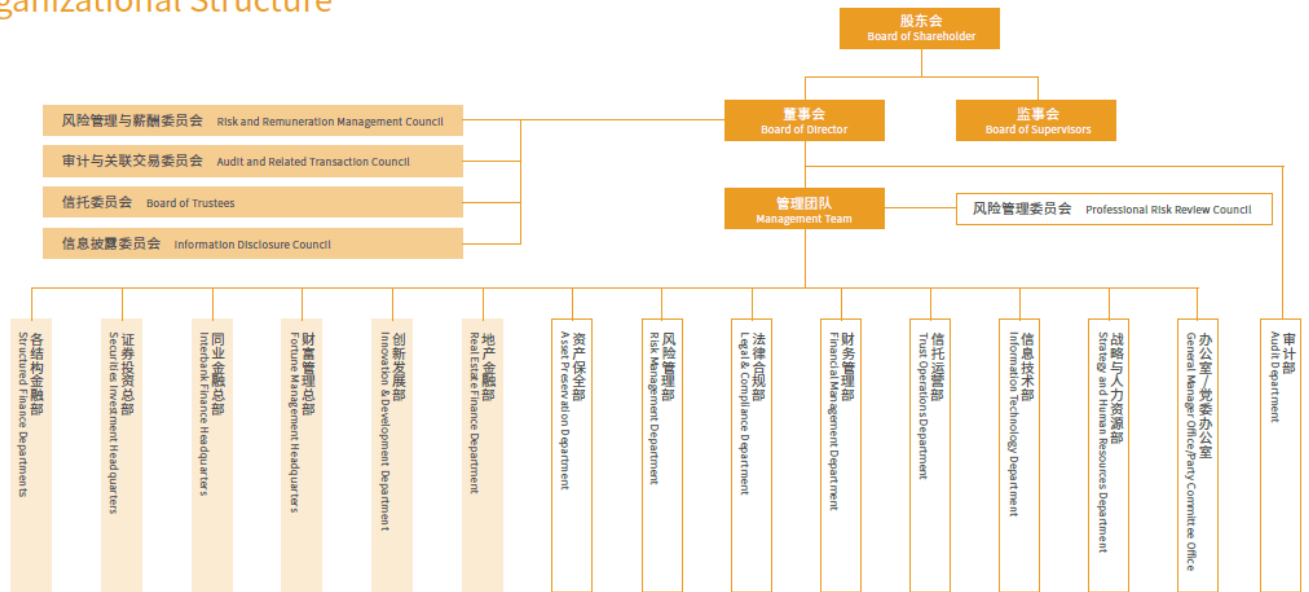 ganizational Structure
股东会
Board of Shareholder
董事会
Board of Director
监事会
Board of Supervisors
风险管理与薪酬委员会 Risk and Remuneration Management Council
审计与关联交易委员会 Audit and Related Transaction Council
信托委员会 Board of Trustees
信息披露委员会 Information Disclosure Council
管理团队
Management Team
风险管理委员会 Professional Risk Review Council
各结构金融部
Structured Finance Departments
证券投资总部
Securities Investment Headquarters
同业金融总部
Interbank Finance Headquarters
财富管理总部
Fortune Management Headquarters
创新发展部
Innovation & Development Department
地产金融部
Real Estate Finance Department
资产保全部
Asset Preservation Department
风险管理部
Risk Management Department
法律合规部
Legal & Compliance Department
财务管理部
Financial Management Department
信托运营部
Trust Operations Department
信息技术部
Information Technology Department
战略与人力资源部
Strategy and Human Resources Department
办公室/党委办公室
General Manager Office/Party Committee Office
审计部
Audit Department